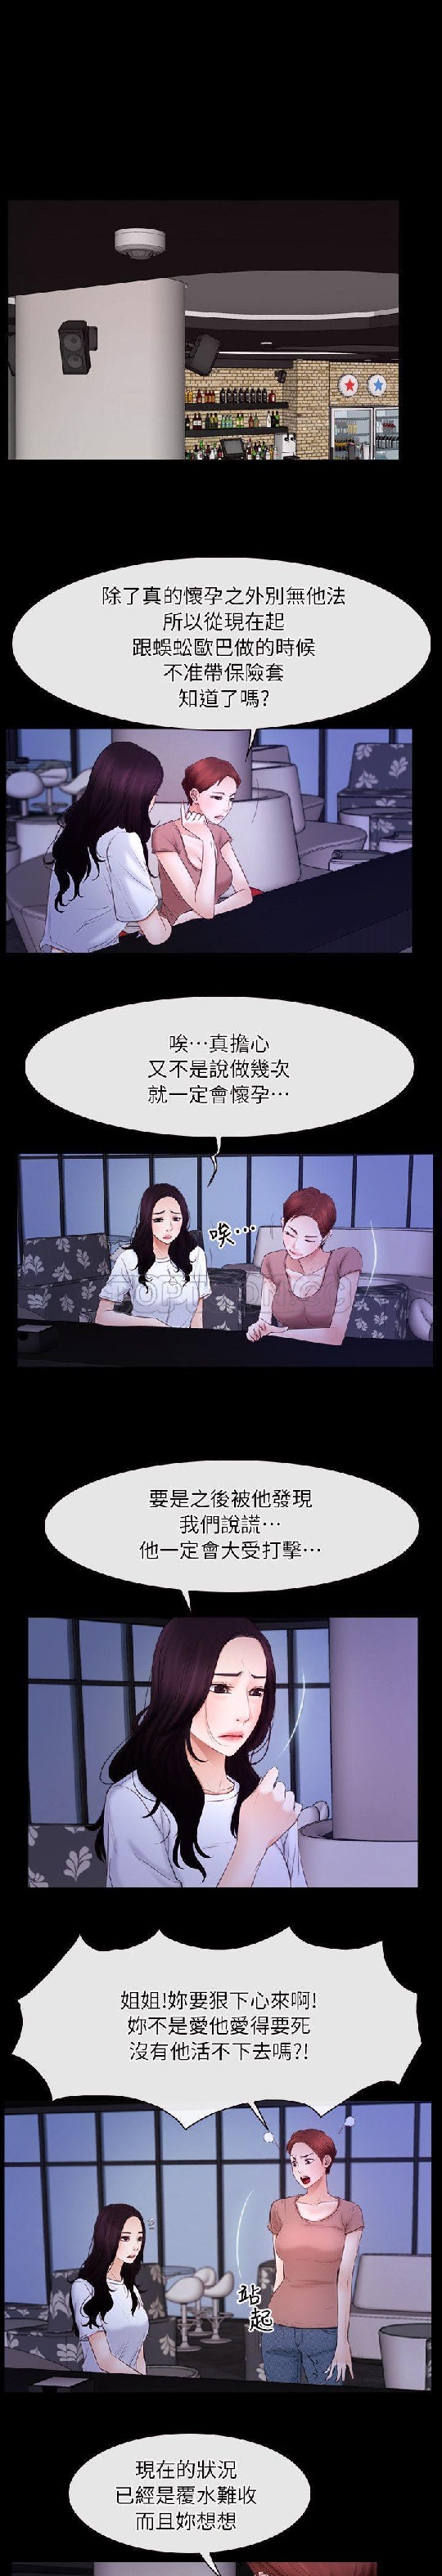 除了真的懷孕之外別無他法
所以從現在起
跟蜈蚣歐巴做的時候
不准帶保險套
知道了嗎?
唉…真擔心
又不是說做幾次
就一定會懷孕…
唉…
要是之後被他發現
我們說謊…
他一定會大受打擊…
姐姐!妳要狠下心來啊!
妳不是愛他愛得要死
沒有他活不下去嗎?!
站起
現在的狀況
已經是覆水難收
而且妳想想